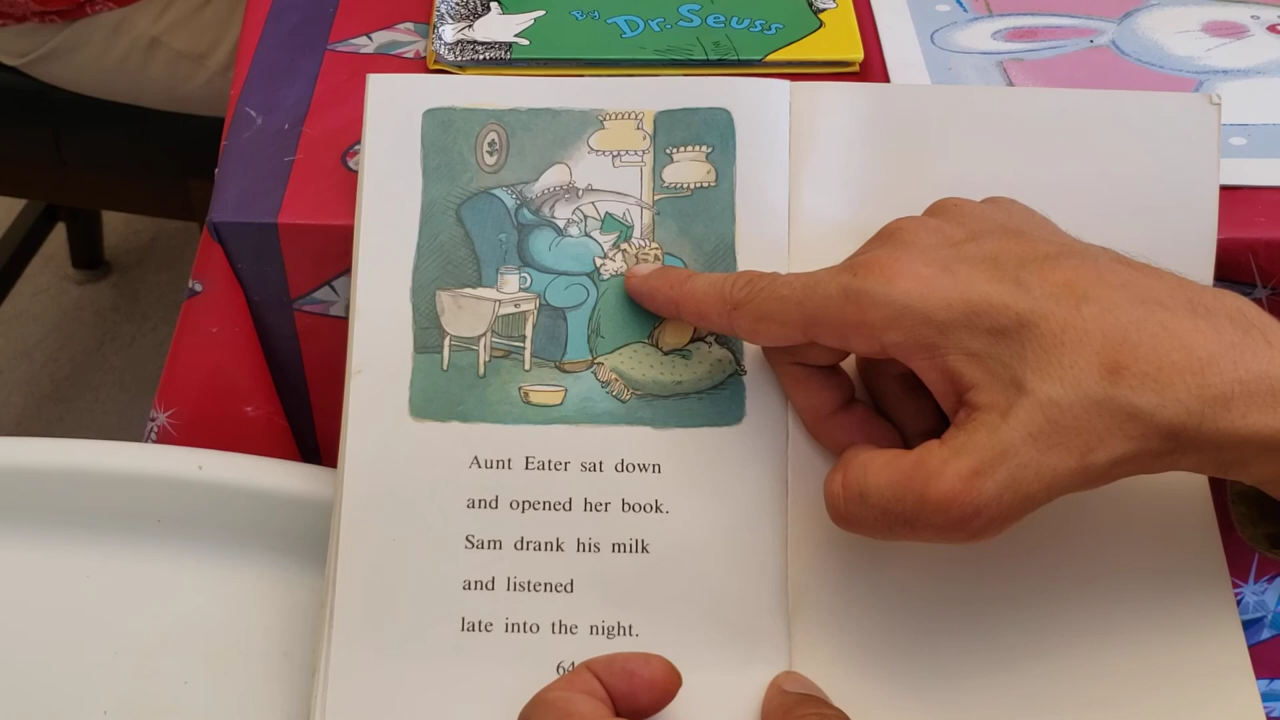 By Dr. Seuss
Aunt Eater sat down
and opened her book.
Sam drank his milk
and listened
late into the night.
64